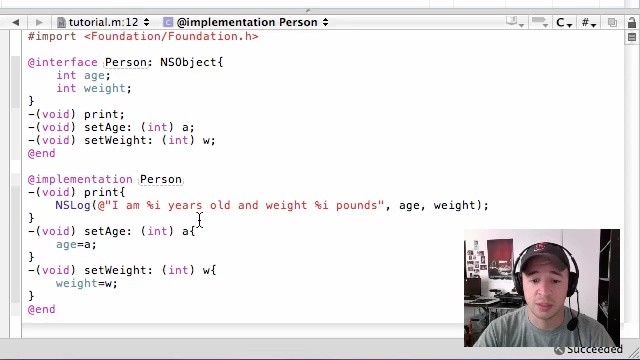 tutorial.m:12 @implementation Person C #
#import <Foundation/Foundation.h>
@interface Person: NSObject{
int age;
int weight;
}
-(void) print;
-(void) setAge: (int) a;
-(void) setWeight: (int) w;
@end
@implementation Person
-(void) print{
NSLog(@"I am %i years old and weight %i pounds", age, weight);
}
-(void) setAge: (int) a{
age=a;
}
-(void) setWeight: (int) w{
weight=w;
}
@end
Succeeded